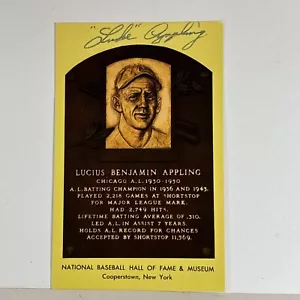 "Luke" Appling
LUCIUS BENJAMIN APPLING
CHICAGO A.L. 1930-1950
A.L. BATTING CHAMPION IN 1936 AND 1943.
PLAYED 2,218 GAMES AT SHORTSTOP
FOR MAJOR LEAGUE MARK.
HAD 2,749 HITS.
LIFETIME BATTING AVERAGE OF .310.
LED A.L. IN ASSIST 7 YEARS.
HOLDS A.L. RECORD FOR CHANCES
ACCEPTED BY SHORTSTOP 11,569.
NATIONAL BASEBALL HALL OF FAME & MUSEUM
Cooperstown, New York